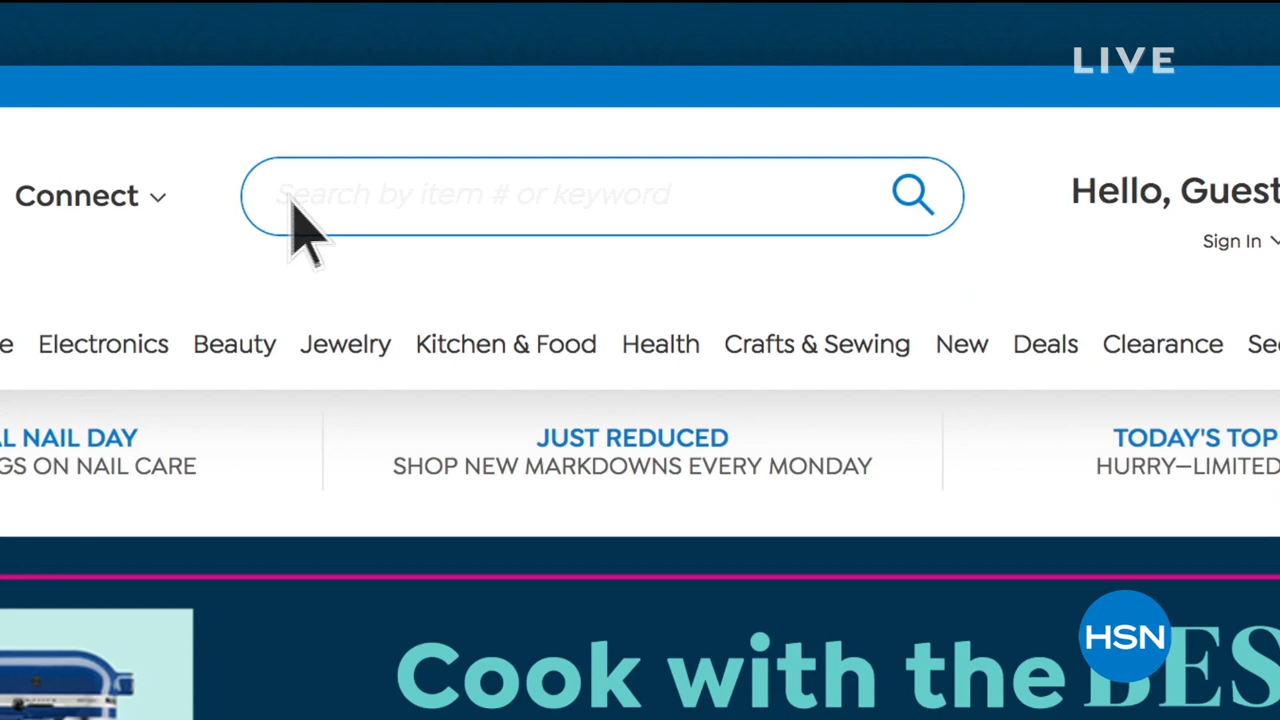 LIVE
Connect
Search by item # or keyword
Hello, Guest
Sign In
e Electronics Beauty Jewelry Kitchen & Food Health Crafts & Sewing New Deals Clearance Se
L NAIL DAY
GS ON NAIL CARE
JUST REDUCED
SHOP NEW MARKDOWNS EVERY MONDAY
TODAY'S TOP
HURRY—LIMITED
Cook with the BES
HSN